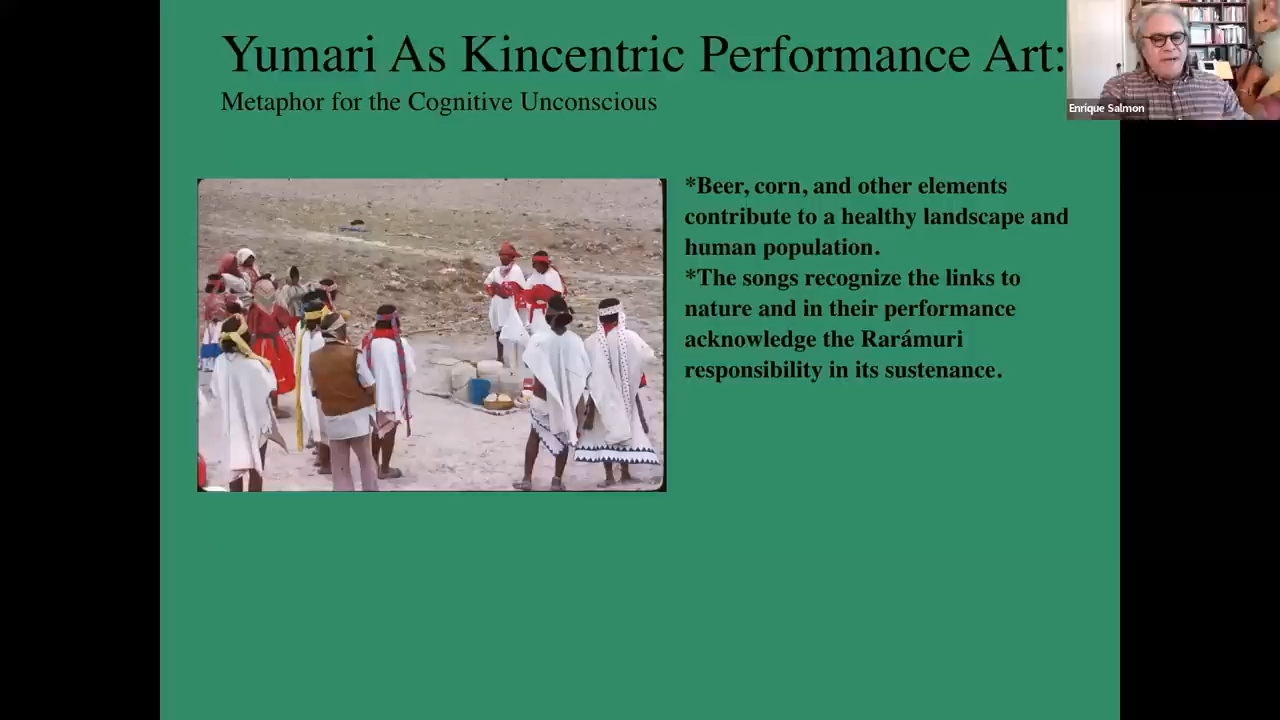 Yumari As Kincentric Performance Art:
Metaphor for the Cognitive Unconscious
Enrique Salmon
*Beer, corn, and other elements
contribute to a healthy landscape and
human population.
*The songs recognize the links to
nature and in their performance
acknowledge the Rarámuri
responsibility in its sustenance.